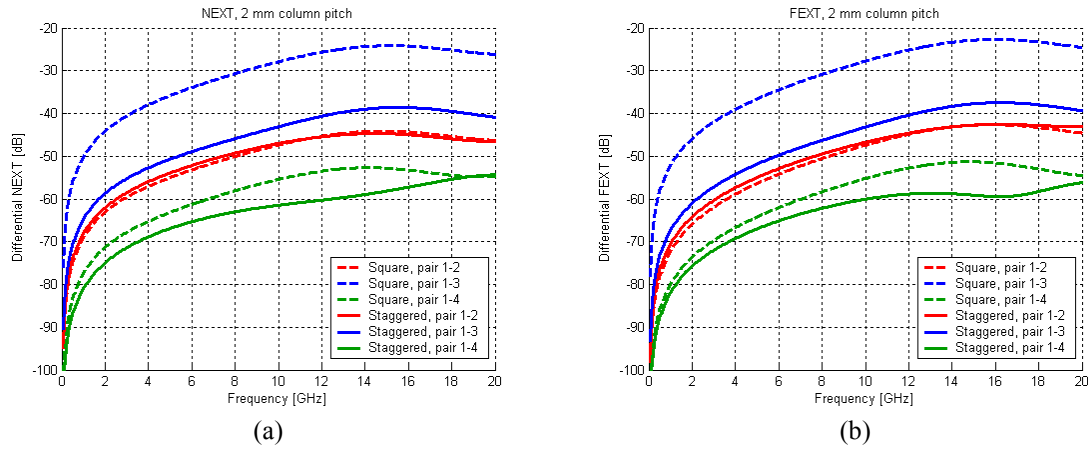 NEXT, 2 mm column pitch
Differential NEXT [dB]
-20
-30
-40
-50
-60
-70
-80
-90
-100
0 2 4 6 8 10 12 14 16 18 20
Frequency [GHz]
Square, pair 1-2
Square, pair 1-3
Square, pair 1-4
Staggered, pair 1-2
Staggered, pair 1-3
Staggered, pair 1-4
(a)
FEXT, 2 mm column pitch
Differential FEXT [dB]
-20
-30
-40
-50
-60
-70
-80
-90
-100
0 2 4 6 8 10 12 14 16 18 20
Frequency [GHz]
Square, pair 1-2
Square, pair 1-3
Square, pair 1-4
Staggered, pair 1-2
Staggered, pair 1-3
Staggered, pair 1-4
(b)